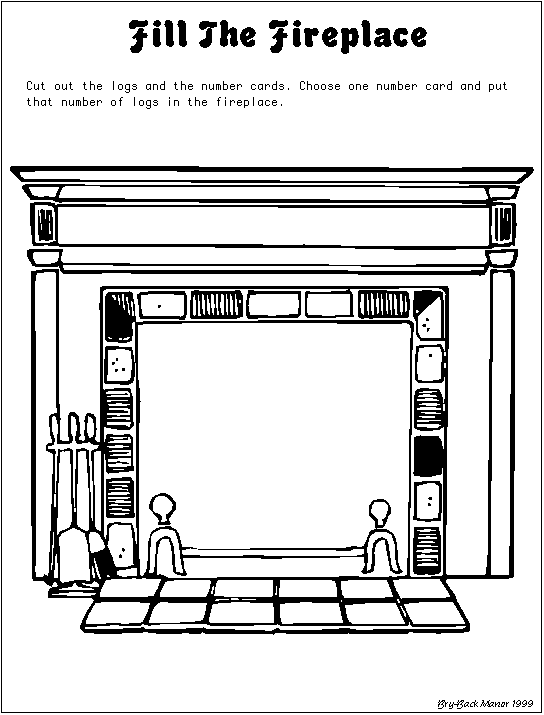 Fill The Fireplace
Cut out the logs and the number cards. Choose one number card and put
that number of logs in the fireplace.
Bry-Back Manor 1999